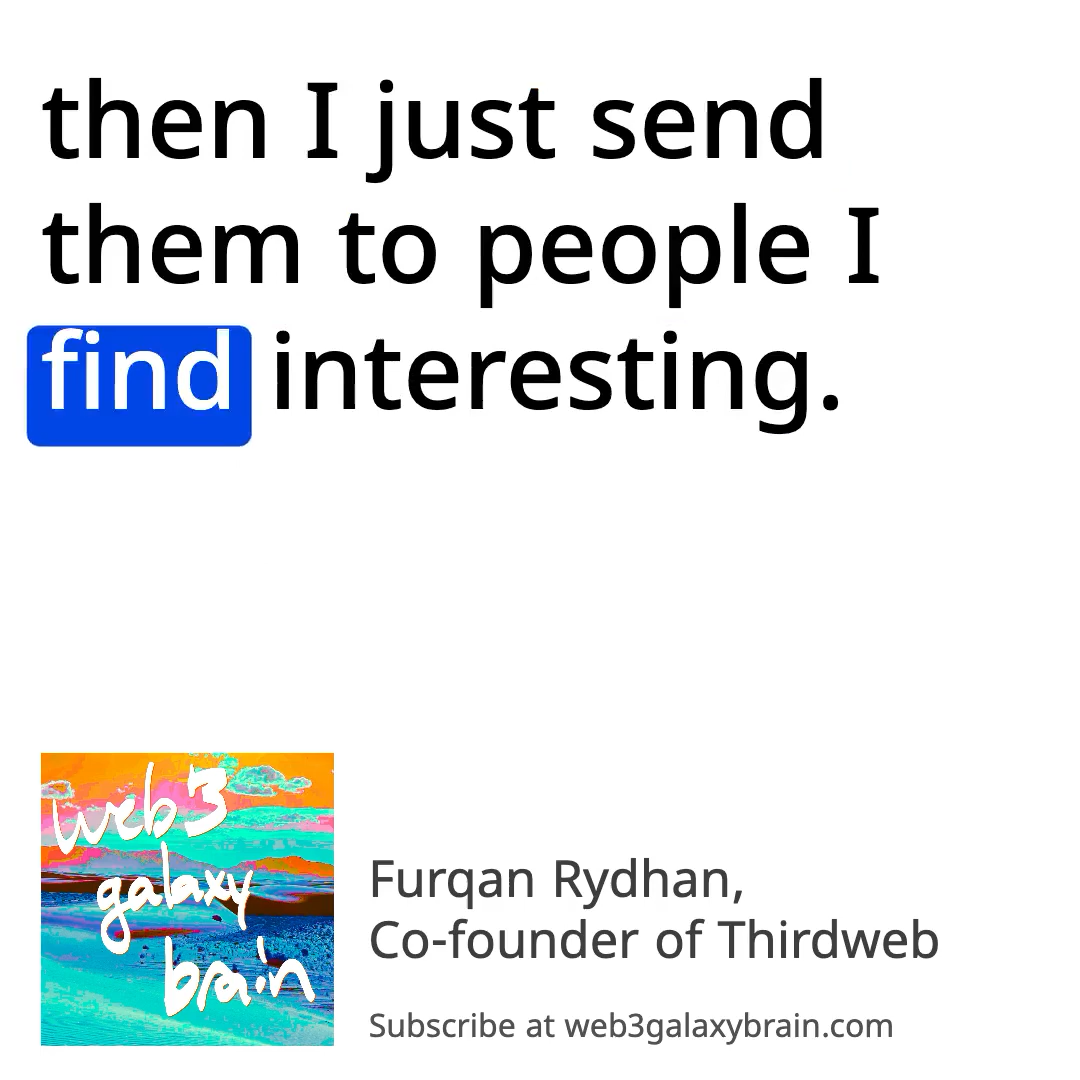 then I just send
them to people I
find interesting.
web3
galaxy
brain
Furqan Rydhan,
Co-founder of Thirdweb
Subscribe at web3galaxybrain.com